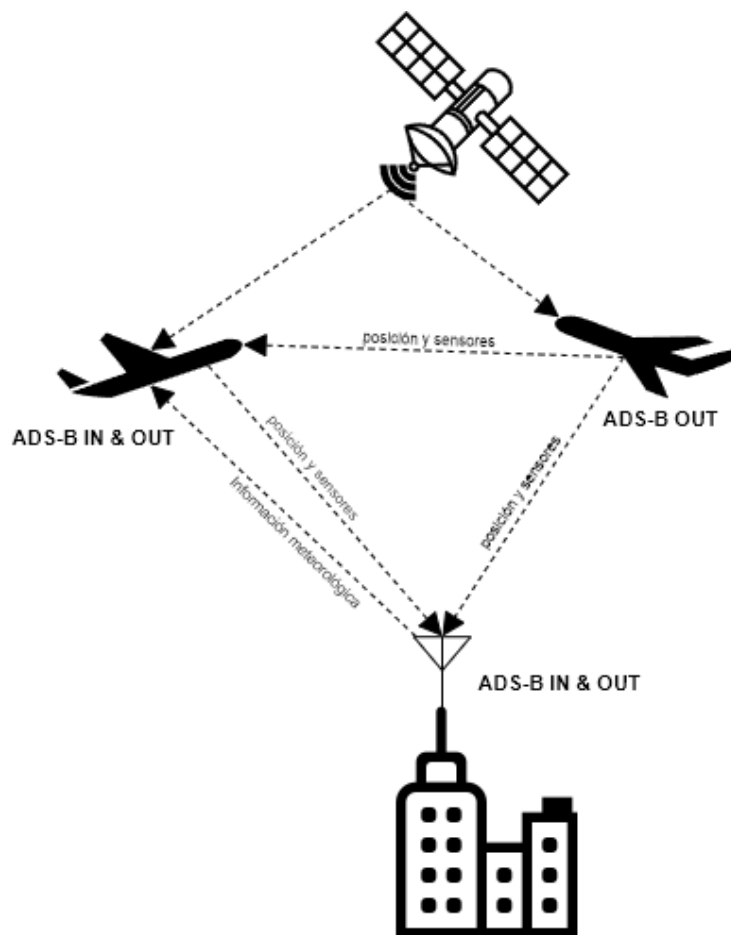 posición y sensores
ADS-B IN & OUT
ADS-B OUT
posición y sensores
posición y sensores
Información meteorológica
ADS-B IN & OUT